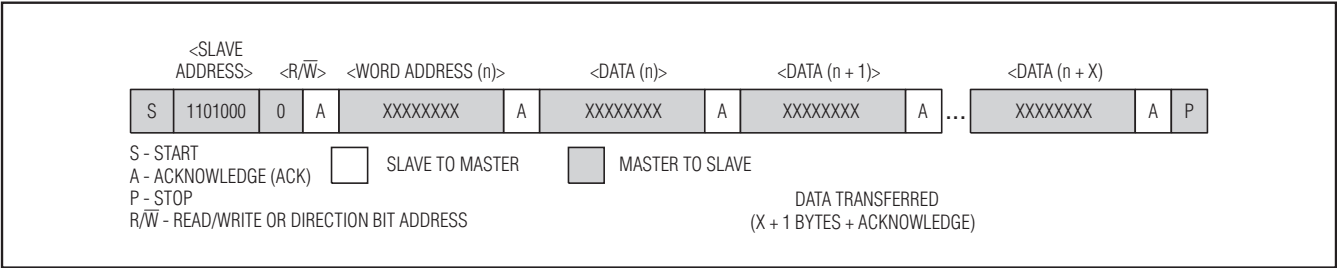 <SLAVE
ADDRESS> <R/W̅> <WORD ADDRESS (n)> <DATA (n)> <DATA (n + 1)> <DATA (n + X)
S 1101000 0 A XXXXXXXX A XXXXXXXX A XXXXXXXX A ... XXXXXXXX A P
S - START
A - ACKNOWLEDGE (ACK)
P - STOP
R/W̅ - READ/WRITE OR DIRECTION BIT ADDRESS
SLAVE TO MASTER
MASTER TO SLAVE
DATA TRANSFERRED
(X + 1 BYTES + ACKNOWLEDGE)